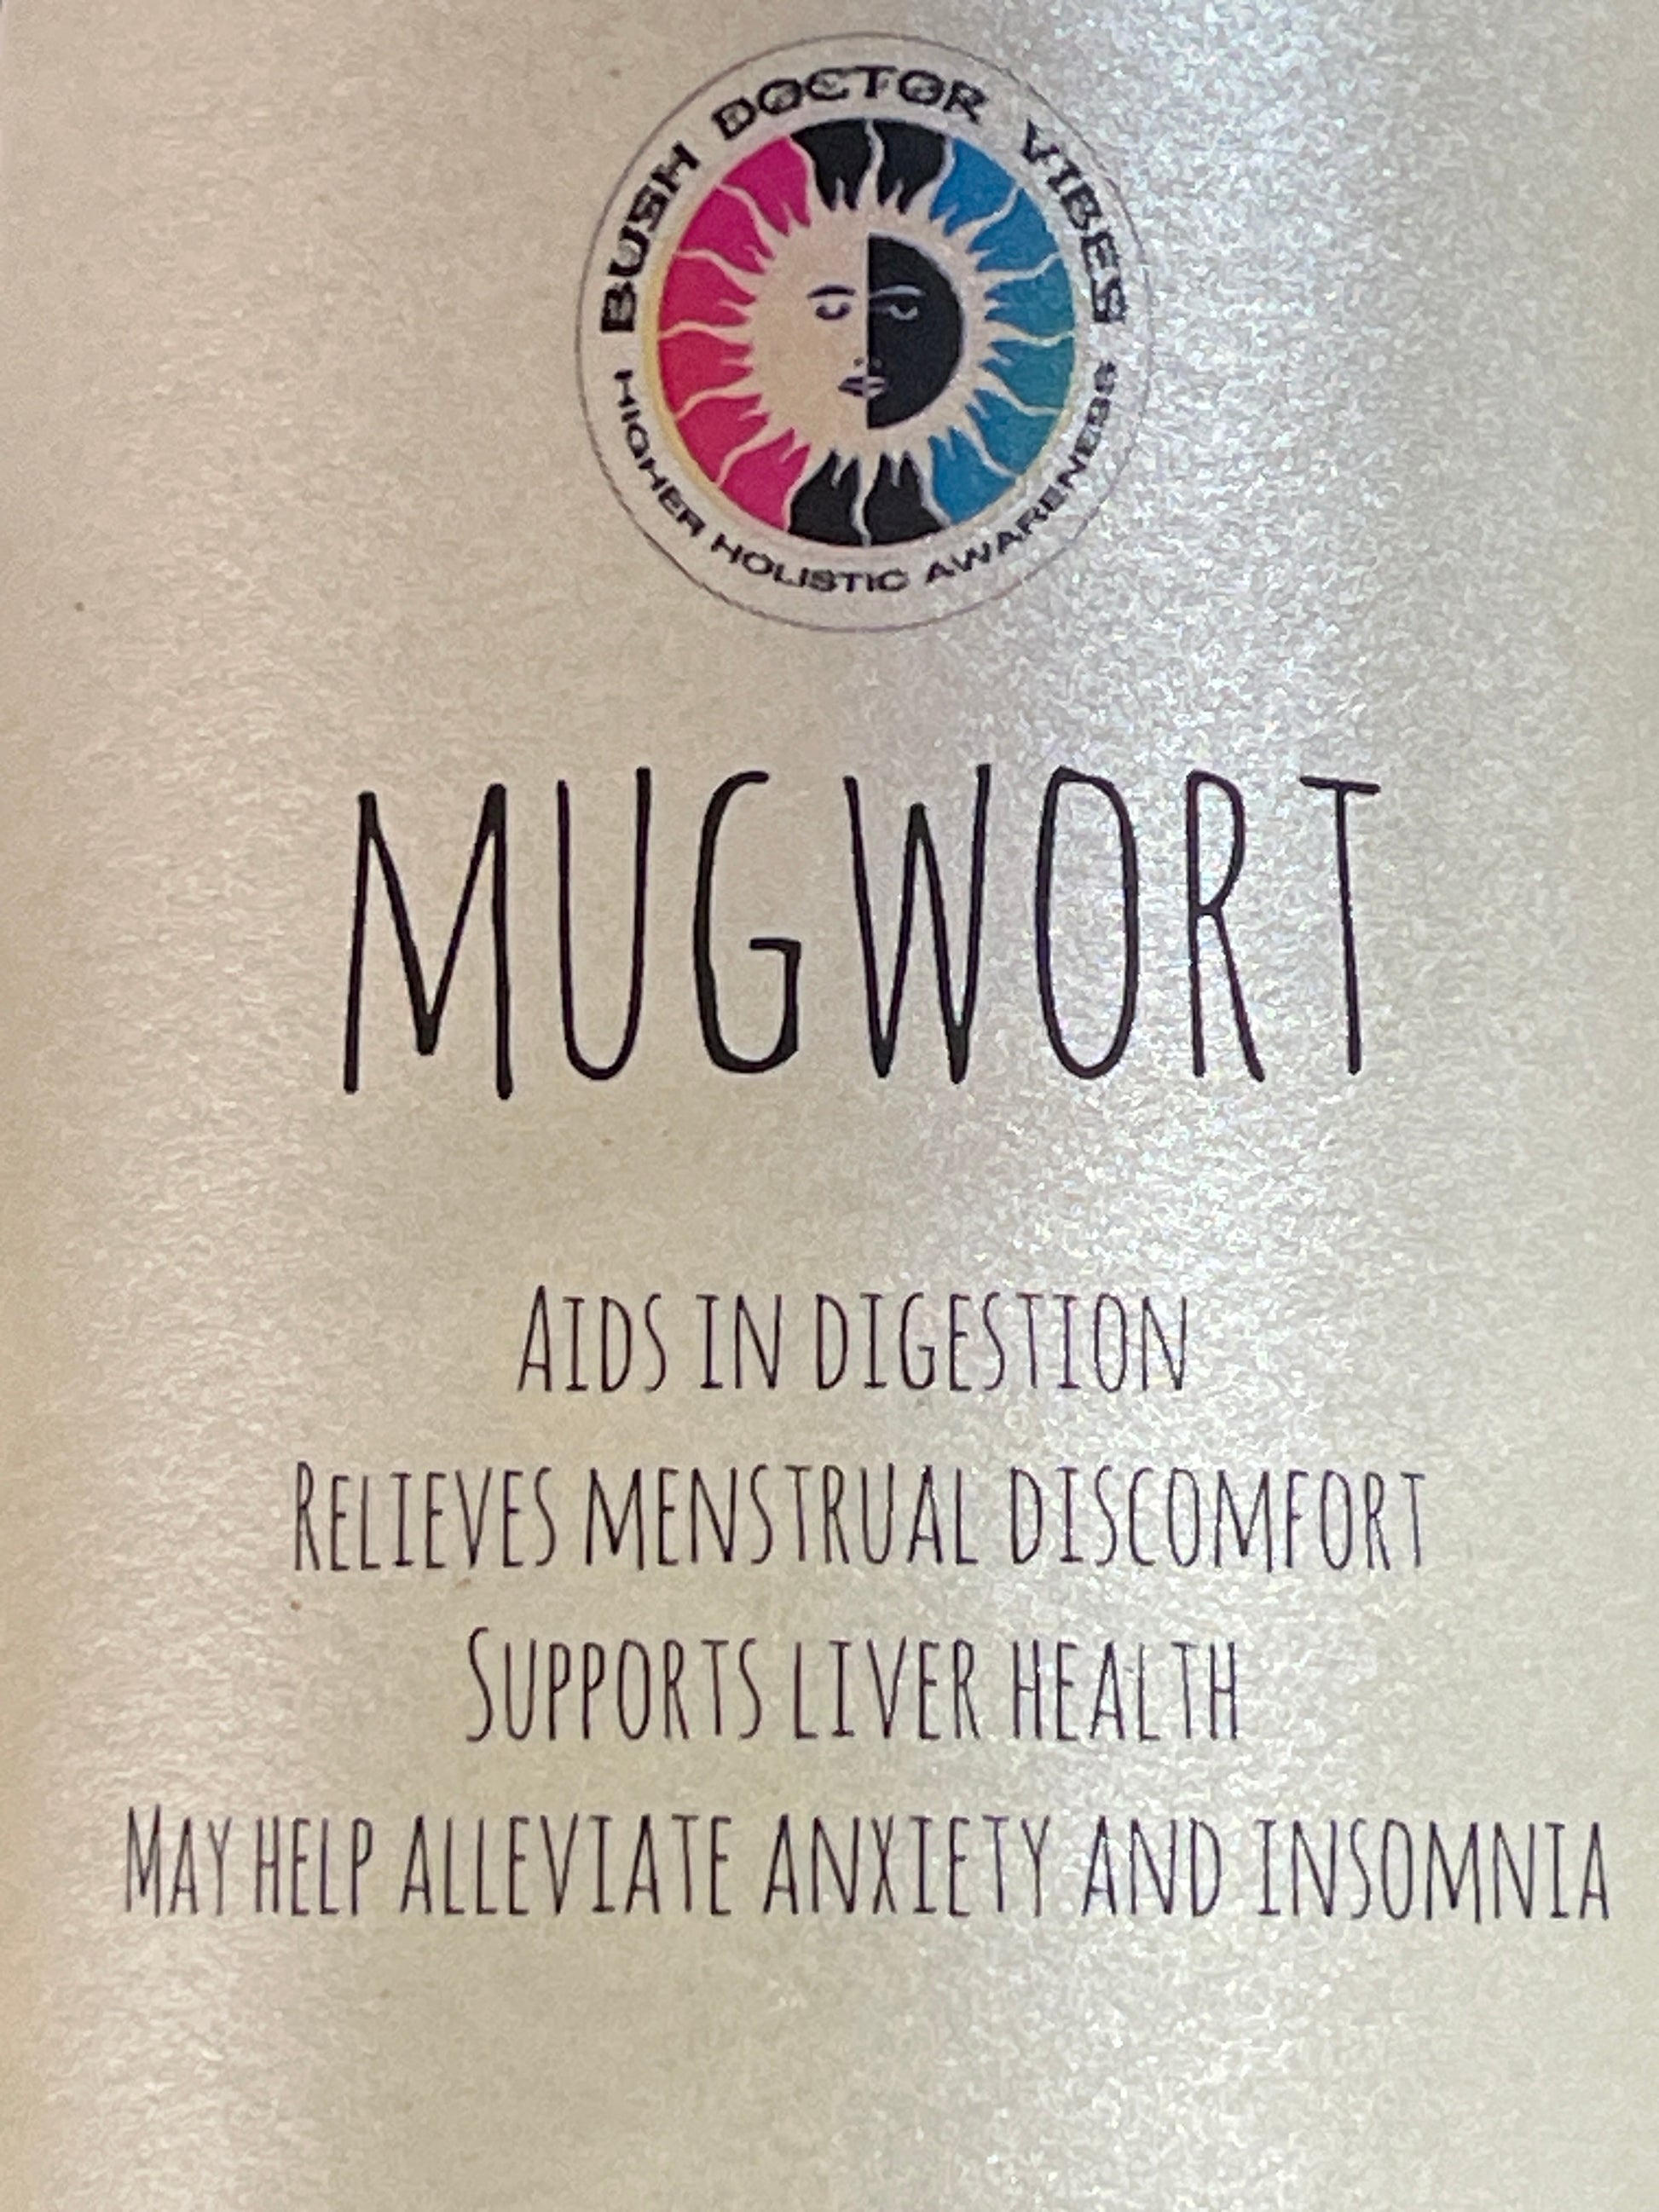 BUSH DOCTOR VIBES
HIGHER HOLISTIC AWARENESS
MUGWORT
AIDS IN DIGESTION
RELIEVES MENSTRUAL DISCOMFORT
SUPPORTS LIVER HEALTH
MAY HELP ALLEVIATE ANXIETY AND INSOMNIA